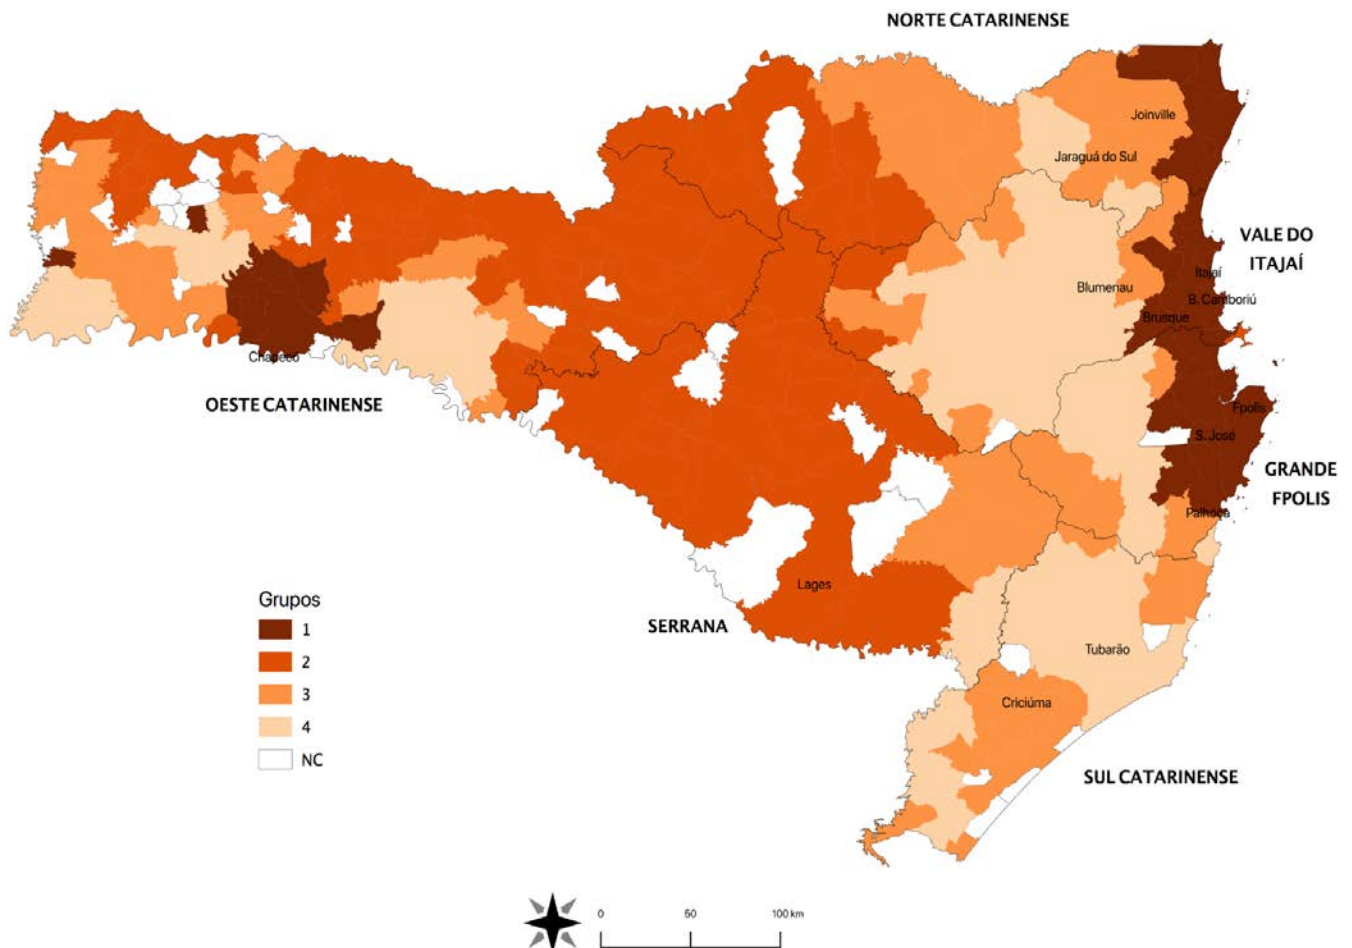 NORTE CATARINENSE
Joinville
Jaraguá do Sul
VALE DO
ITAJAÍ
Itajaí
Blumenau
B. Camboriú
Brusque
Chapecó
OESTE CATARINENSE
Fpolis
S. José
GRANDE
FPOLIS
Palhoça
Lages
Grupos
1
2
3
4
NC
SERRANA
Tubarão
Criciúma
SUL CATARINENSE
0 50 100 km